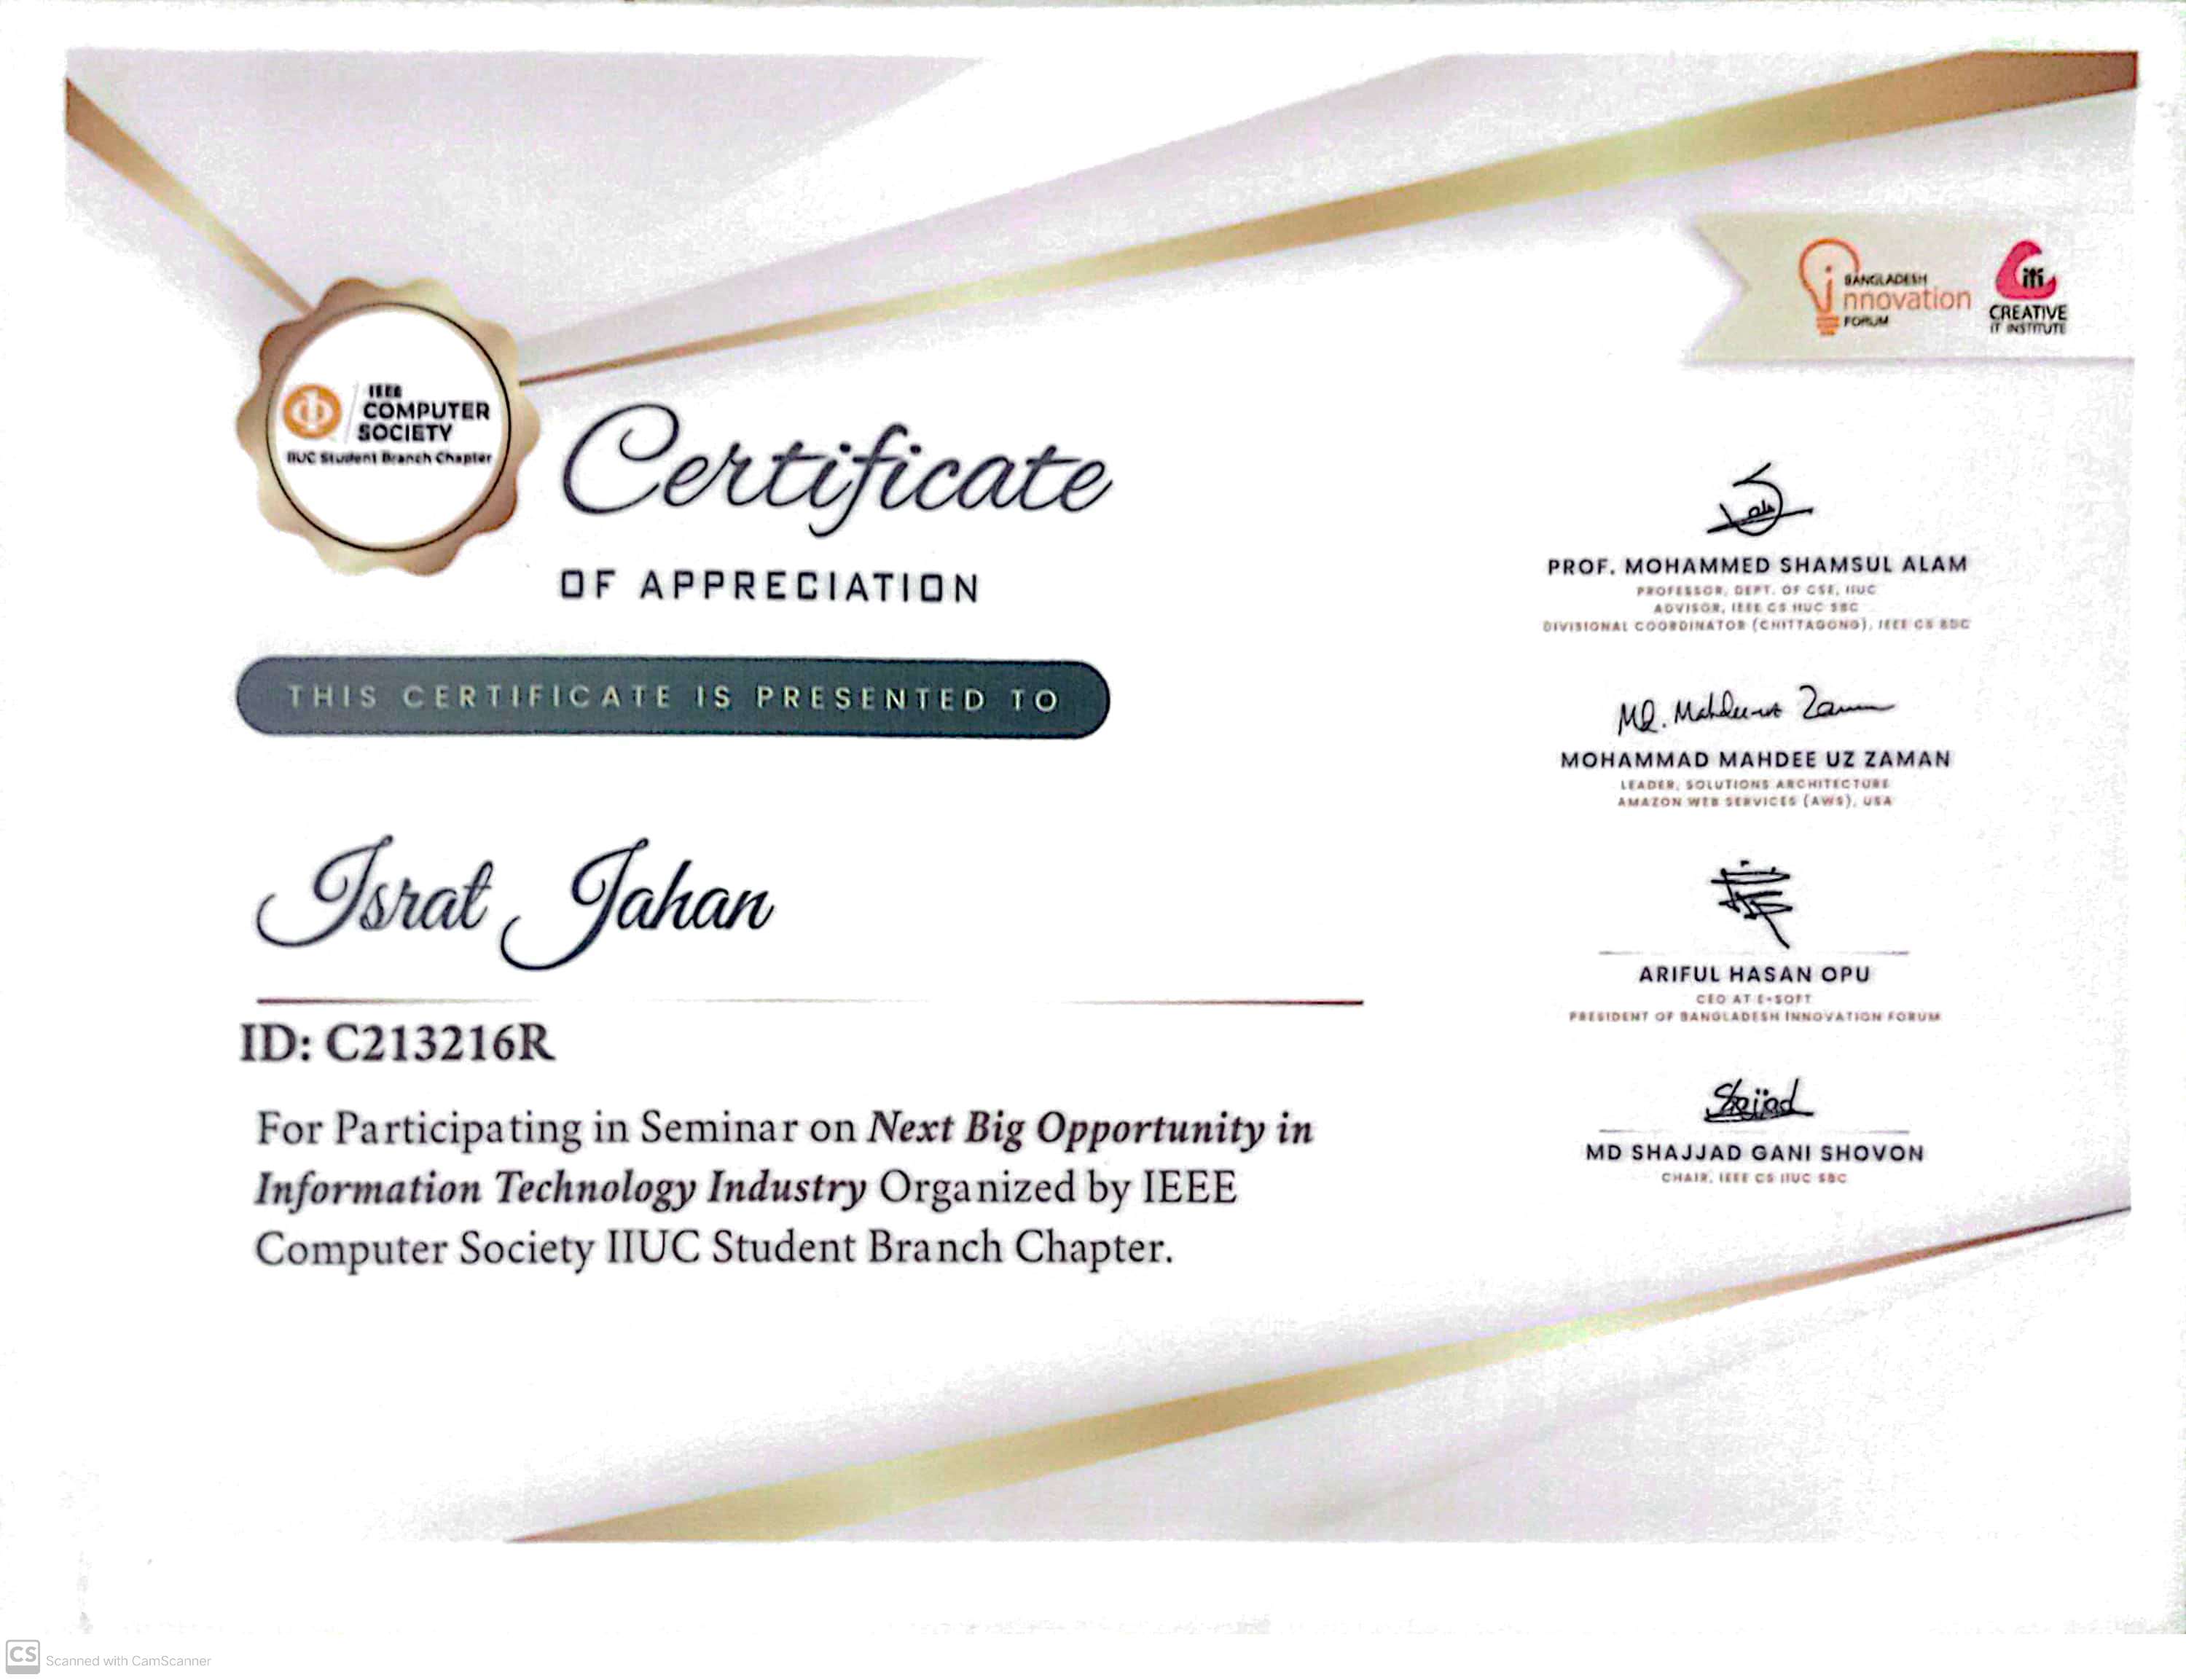 BANGLADESH
innovation
FORUM
CREATIVE
IT INSTITUTE
IEEE
COMPUTER
SOCIETY
IIUC Student Branch Chapter
Certificate
OF APPRECIATION
THIS CERTIFICATE IS PRESENTED TO
Israt Jahan
ID: C213216R
For Participating in Seminar on Next Big Opportunity in
Information Technology Industry Organized by IEEE
Computer Society IIUC Student Branch Chapter.
PROF. MOHAMMED SHAMSUL ALAM
PROFESSOR, DEPT. OF CSE, IIUC
ADVISOR, IEEE CS IIUC SBC
DIVISIONAL COORDINATOR (CHITTAGONG), IEEE CS BDC
Md. Mahdee-uz Zaman
MOHAMMAD MAHDEE UZ ZAMAN
LEADER, SOLUTIONS ARCHITECTURE
AMAZON WEB SERVICES (AWS), USA
ARIFUL HASAN OPU
CEO AT E-SOFT
PRESIDENT OF BANGLADESH INNOVATION FORUM
MD SHAJJAD GANI SHOVON
CHAIR, IEEE CS IIUC SBC
CS Scanned with CamScanner